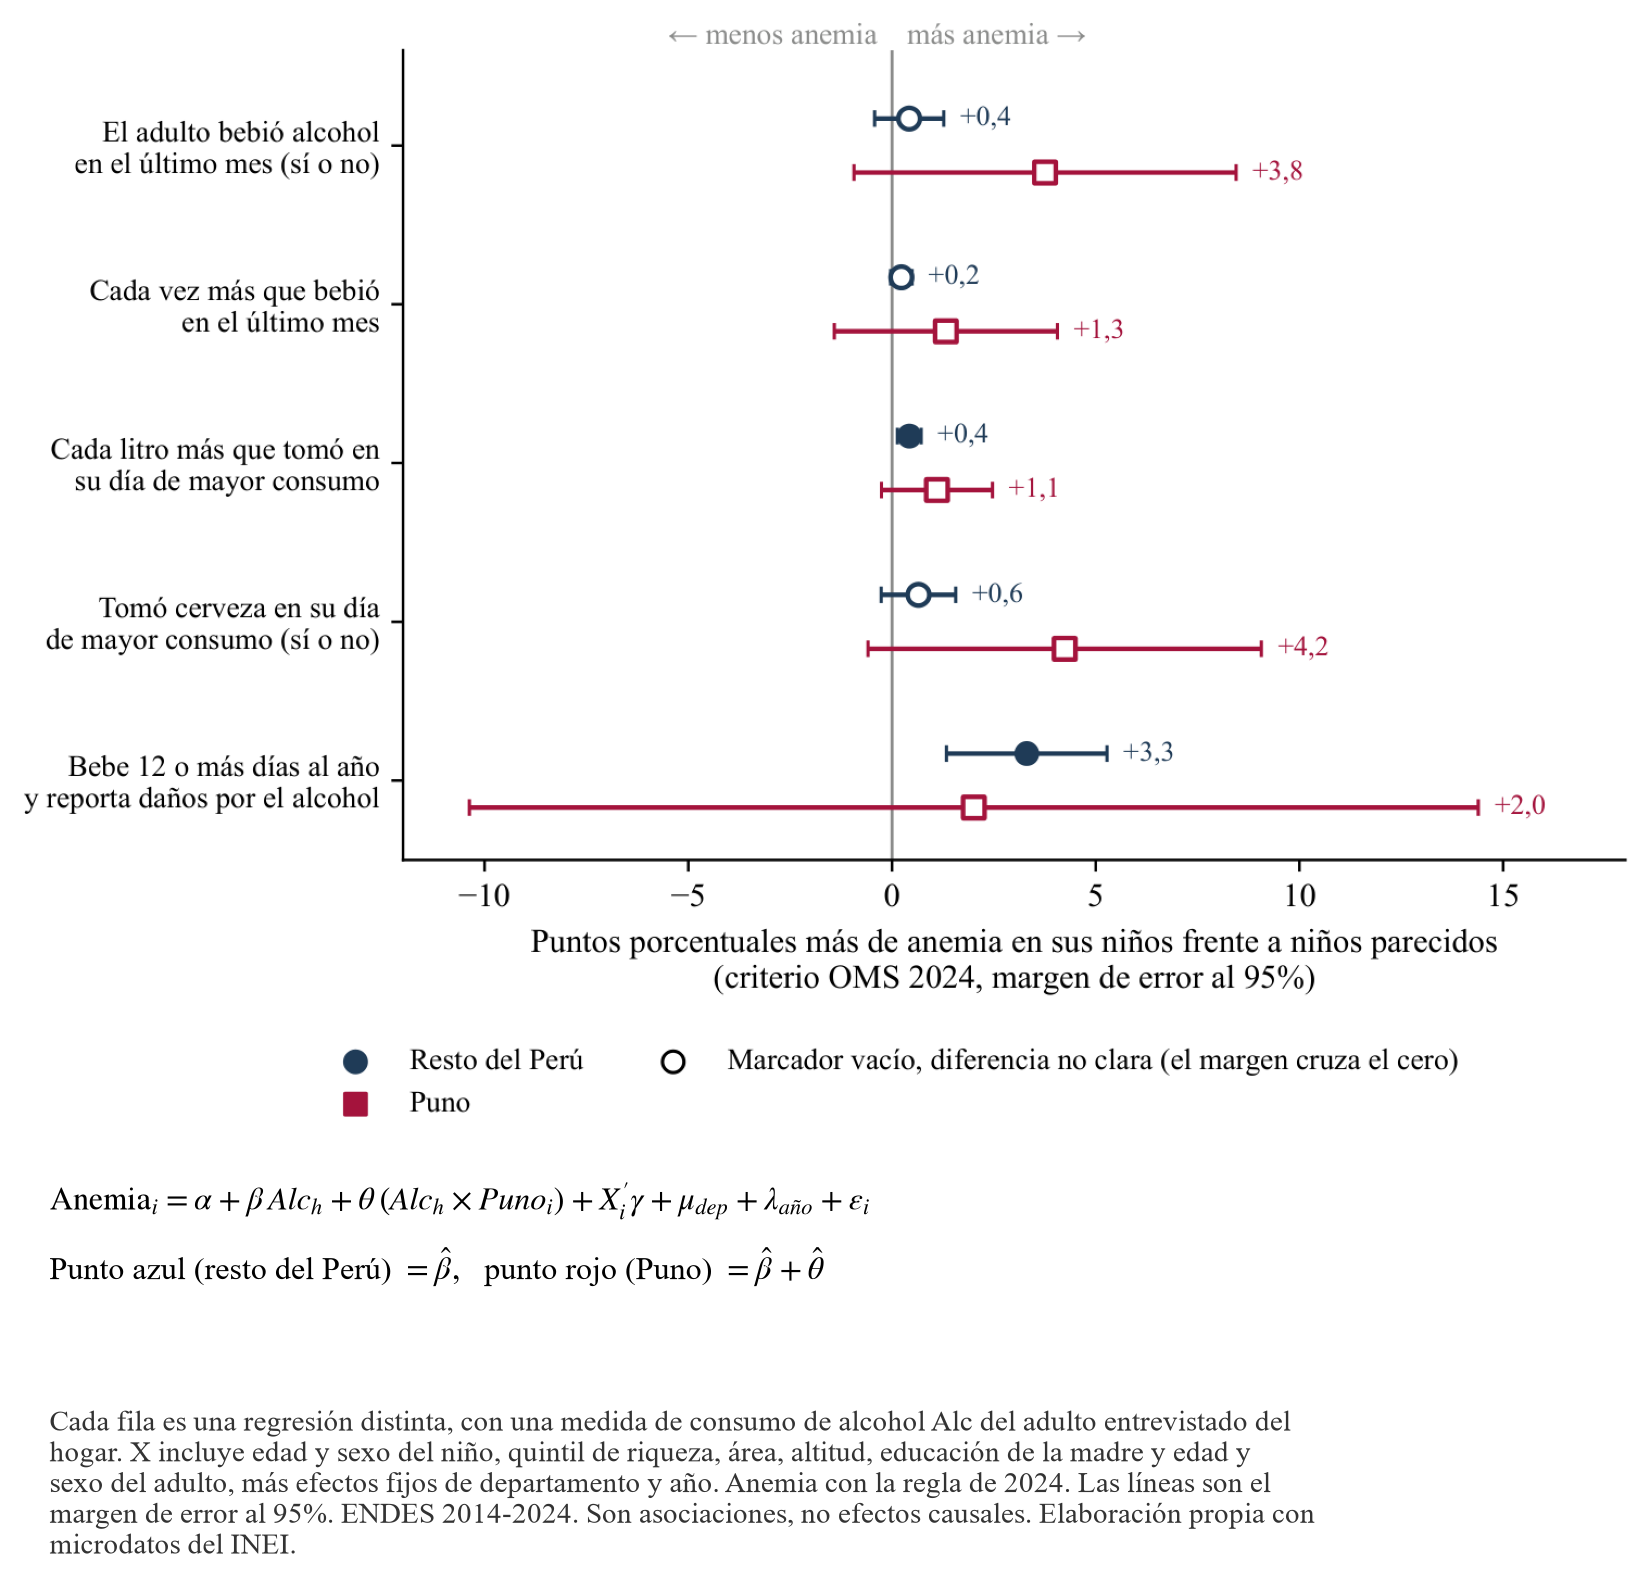 ← menos anemia más anemia →
El adulto bebió alcohol
en el último mes (sí o no)
+0,4
+3,8
Cada vez más que bebió
en el último mes
+0,2
+1,3
Cada litro más que tomó en
su día de mayor consumo
+0,4
+1,1
Tomó cerveza en su día
de mayor consumo (sí o no)
+0,6
+4,2
Bebe 12 o más días al año
y reporta daños por el alcohol
+3,3
+2,0
−10 −5 0 5 10 15
Puntos porcentuales más de anemia en sus niños frente a niños parecidos
(criterio OMS 2024, margen de error al 95%)
Resto del Perú
Puno
Marcador vacío, diferencia no clara (el margen cruza el cero)
Anemiaᵢ = α + β Alc_h + θ (Alc_h × Punoᵢ) + X′ᵢγ + μ_dep + λ_año + εᵢ
Punto azul (resto del Perú) = β̂, punto rojo (Puno) = β̂ + θ̂
Cada fila es una regresión distinta, con una medida de consumo de alcohol Alc del adulto entrevistado del
hogar. X incluye edad y sexo del niño, quintil de riqueza, área, altitud, educación de la madre y edad y
sexo del adulto, más efectos fijos de departamento y año. Anemia con la regla de 2024. Las líneas son el
margen de error al 95%. ENDES 2014-2024. Son asociaciones, no efectos causales. Elaboración propia con
microdatos del INEI.